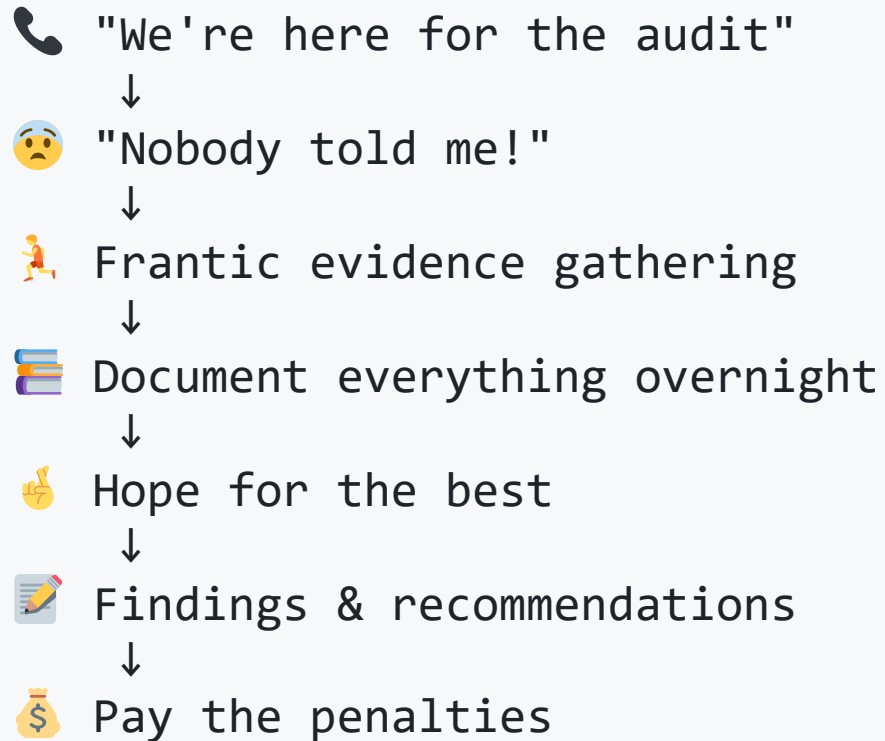 📞 "We're here for the audit"
↓
😨 "Nobody told me!"
↓
🏃 Frantic evidence gathering
↓
📚 Document everything overnight
↓
🤞 Hope for the best
↓
📝 Findings & recommendations
↓
💰 Pay the penalties